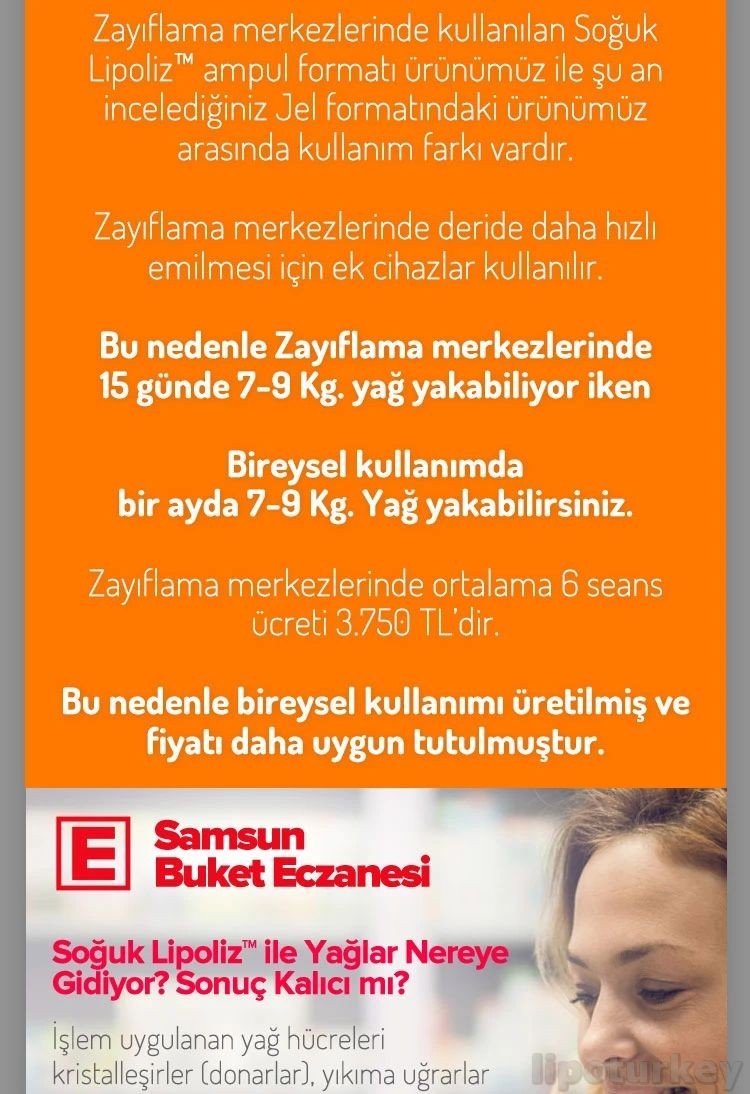 Zayıflama merkezlerinde kullanılan Soğuk
Lipoliz™ ampul formatı ürünümüz ile şu an
incelediğiniz Jel formatındaki ürünümüz
arasında kullanım farkı vardır.
Zayıflama merkezlerinde deride daha hızlı
emilmesi için ek cihazlar kullanılır.
Bu nedenle Zayıflama merkezlerinde
15 günde 7-9 Kg. yağ yakabiliyor iken
Bireysel kullanımda
bir ayda 7-9 Kg. Yağ yakabilirsiniz.
Zayıflama merkezlerinde ortalama 6 seans
ücreti 3.750 TL'dir.
Bu nedenle bireysel kullanımı üretilmiş ve
fiyatı daha uygun tutulmuştur.
E
Samsun
Buket Eczanesi
Soğuk Lipoliz™ ile Yağlar Nereye
Gidiyor? Sonuç Kalıcı mı?
İşlem uygulanan yağ hücreleri
kristalleşirler (donarlar), yıkıma uğrarlar
lipoturkey